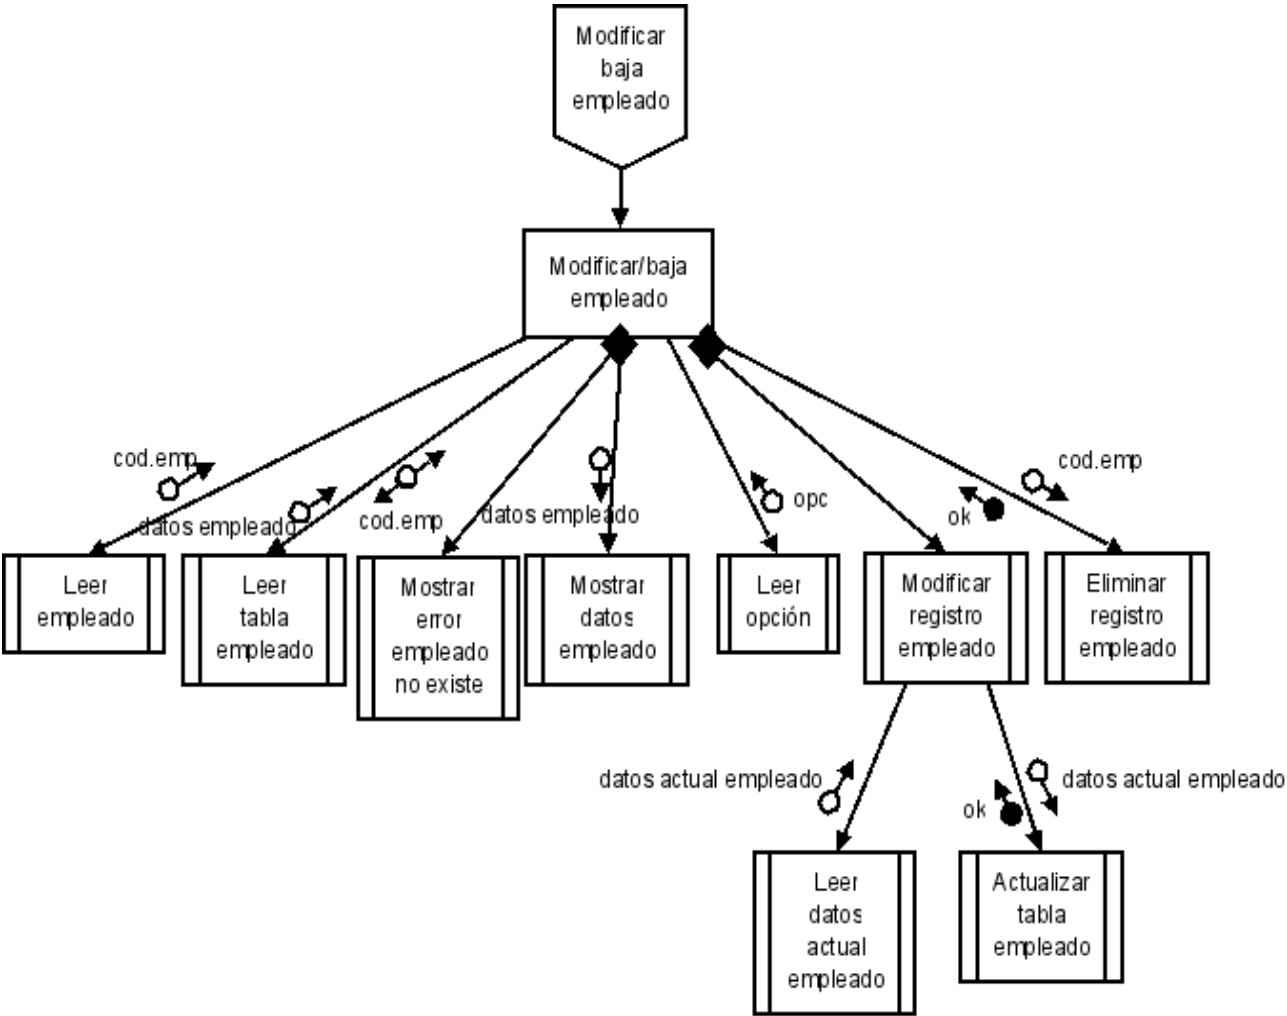 Modificar
baja
empleado
Modificar/baja
empleado
cod.emp
datos empleado
cod.emp
datos empleado
opc
ok
cod.emp
Leer
empleado
Leer
tabla
empleado
Mostrar
error
empleado
no existe
Mostrar
datos
empleado
Leer
opción
Modificar
registro
empleado
Eliminar
registro
empleado
datos actual empleado
ok
datos actual empleado
Leer
datos
actual
empleado
Actualizar
tabla
empleado